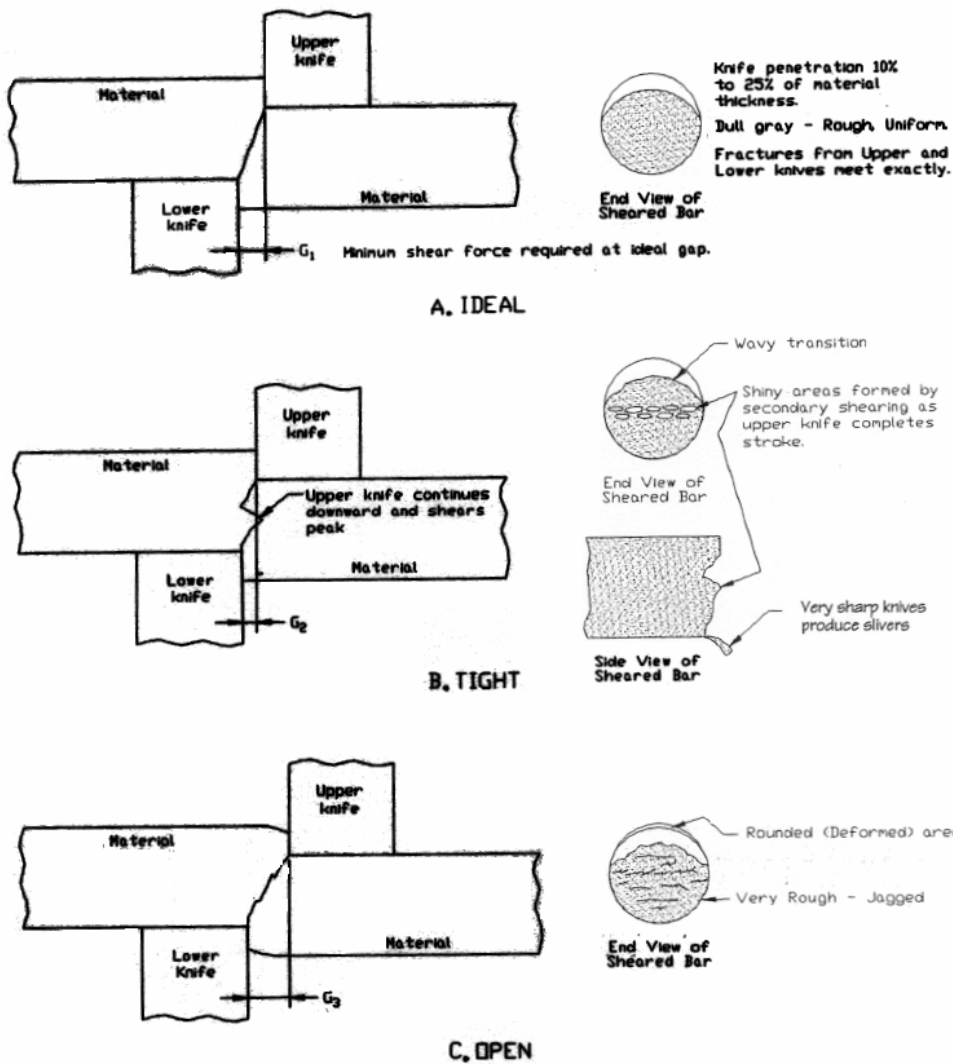 Upper
knife
Material
Material
Lower
knife
G₁ Minimum shear force required at ideal gap.
Knife penetration 10%
to 25% of material
thickness.
Dull gray - Rough, Uniform.
Fractures from Upper and
Lower knives meet exactly.
End View of
Sheared Bar
A. IDEAL
Upper
knife
Material
Upper knife continues
downward and shears
peak
Lower
knife
Material
G₂
Wavy transition
Shiny areas formed by
secondary shearing as
upper knife completes
stroke.
End View of
Sheared Bar
Very sharp knives
produce slivers
Side View of
Sheared Bar
B. TIGHT
Upper
knife
Material
Lower
Knife
Material
G₃
Rounded (Deformed) are
Very Rough - Jagged
End View of
Sheared Bar
C. OPEN